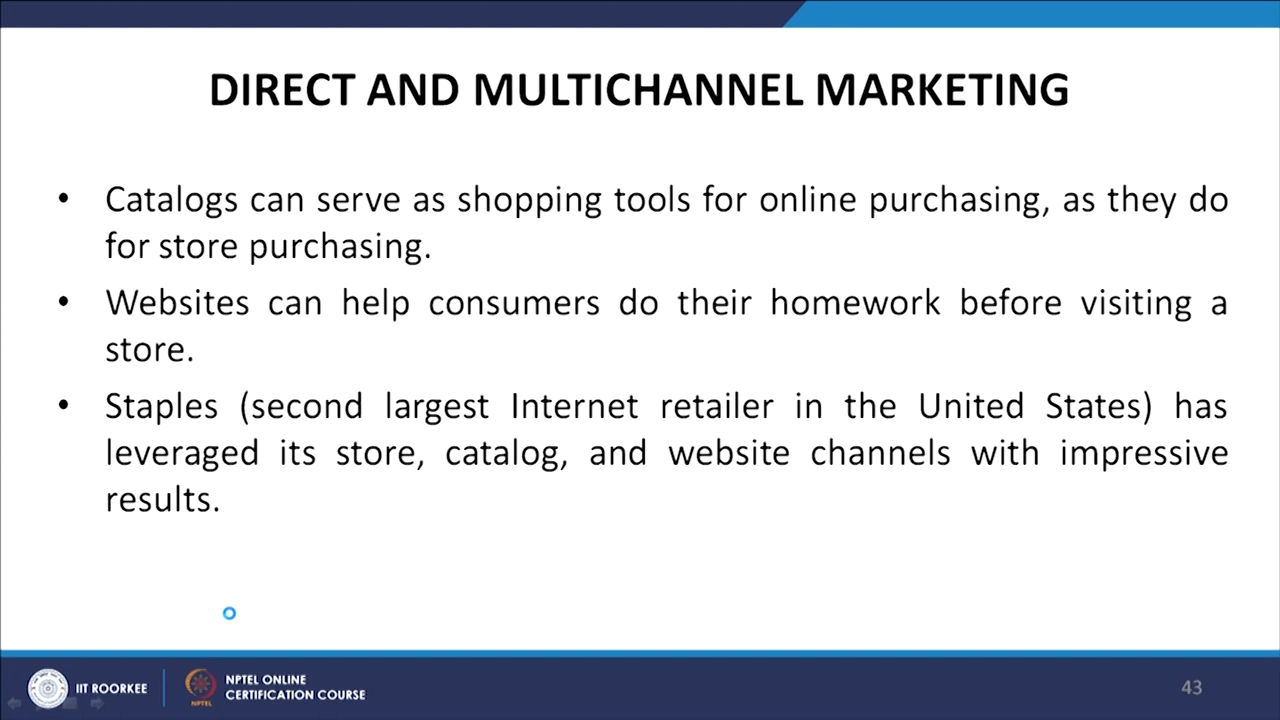 DIRECT AND MULTICHANNEL MARKETING
• Catalogs can serve as shopping tools for online purchasing, as they do
for store purchasing.
• Websites can help consumers do their homework before visiting a
store.
• Staples (second largest Internet retailer in the United States) has
leveraged its store, catalog, and website channels with impressive
results.
IIT ROORKEE
NPTEL ONLINE
CERTIFICATION COURSE
NPTEL
43